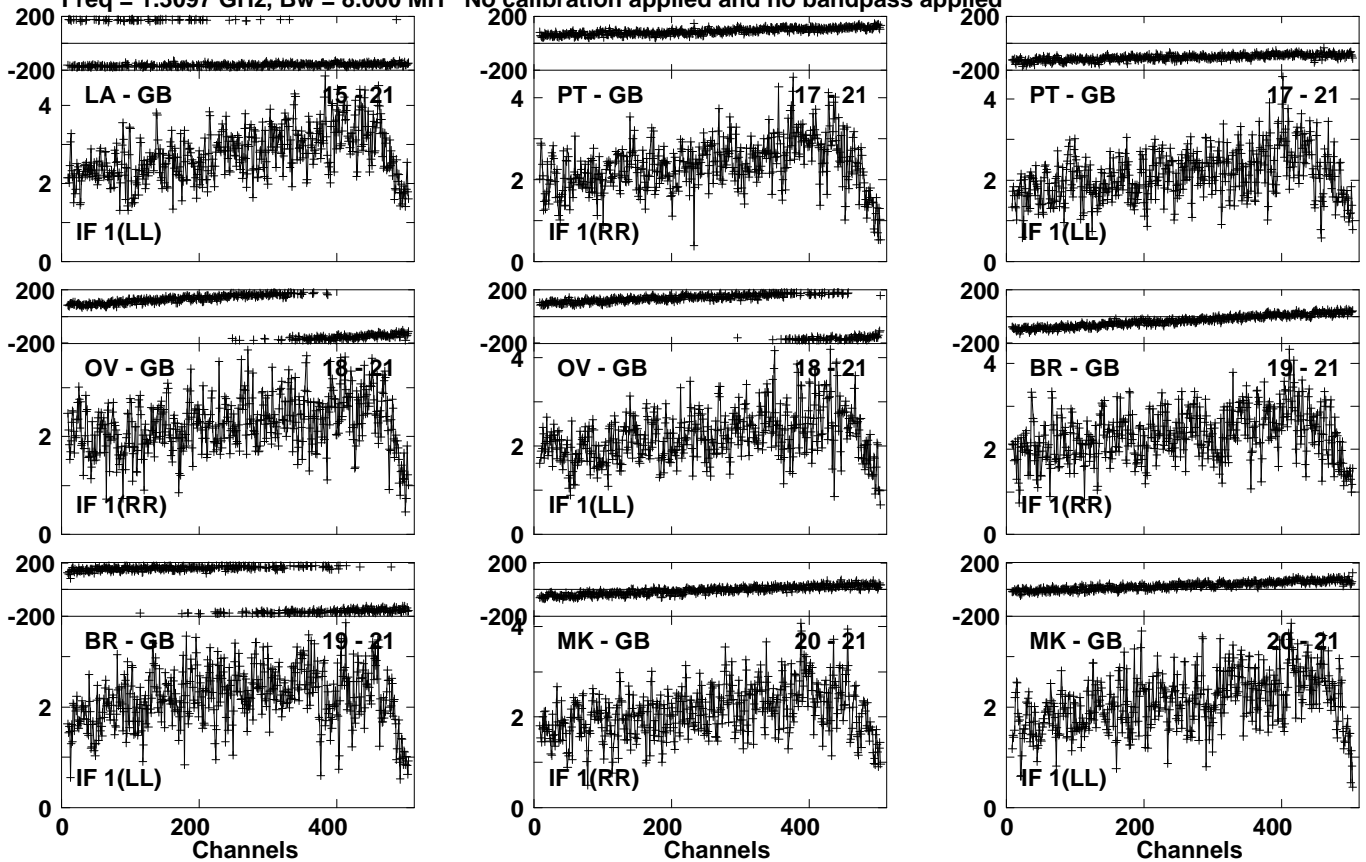 Freq = 1.3097 GHz, Bw = 8.000 MH No calibration applied and no bandpass applied
200
-200
LA - GB 15 - 21
4
2
0
IF 1(LL)
200
-200
PT - GB 17 - 21
4
2
0
IF 1(RR)
200
-200
PT - GB 17 - 21
4
2
0
IF 1(LL)
200
-200
OV - GB 18 - 21
2
0
IF 1(RR)
200
-200
4
OV - GB 18 - 21
2
0
IF 1(LL)
200
-200
BR - GB 19 - 21
4
2
0
IF 1(RR)
200
-200
BR - GB 19 - 21
2
0
IF 1(LL)
0 200 400
Channels
200
-200
4
MK - GB 20 - 21
2
0
IF 1(RR)
0 200 400
Channels
200
-200
MK - GB 20 - 21
2
0
IF 1(LL)
0 200 400
Channels